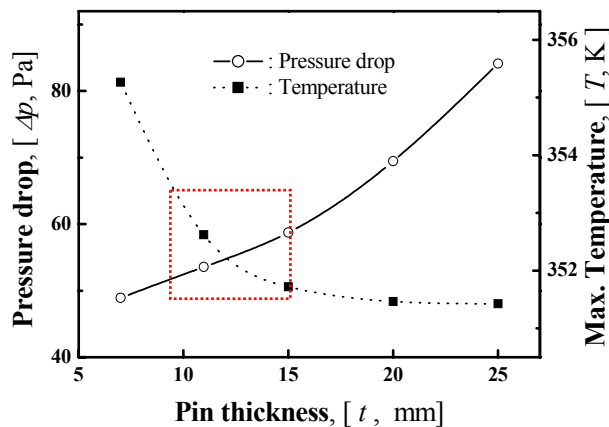 : Pressure drop
: Temperature
Pressure drop, [ Δp, Pa]
80
60
40
356
354
352
Max. Temperature, [ T, K]
5
10
15
20
25
Pin thickness, [ t , mm]